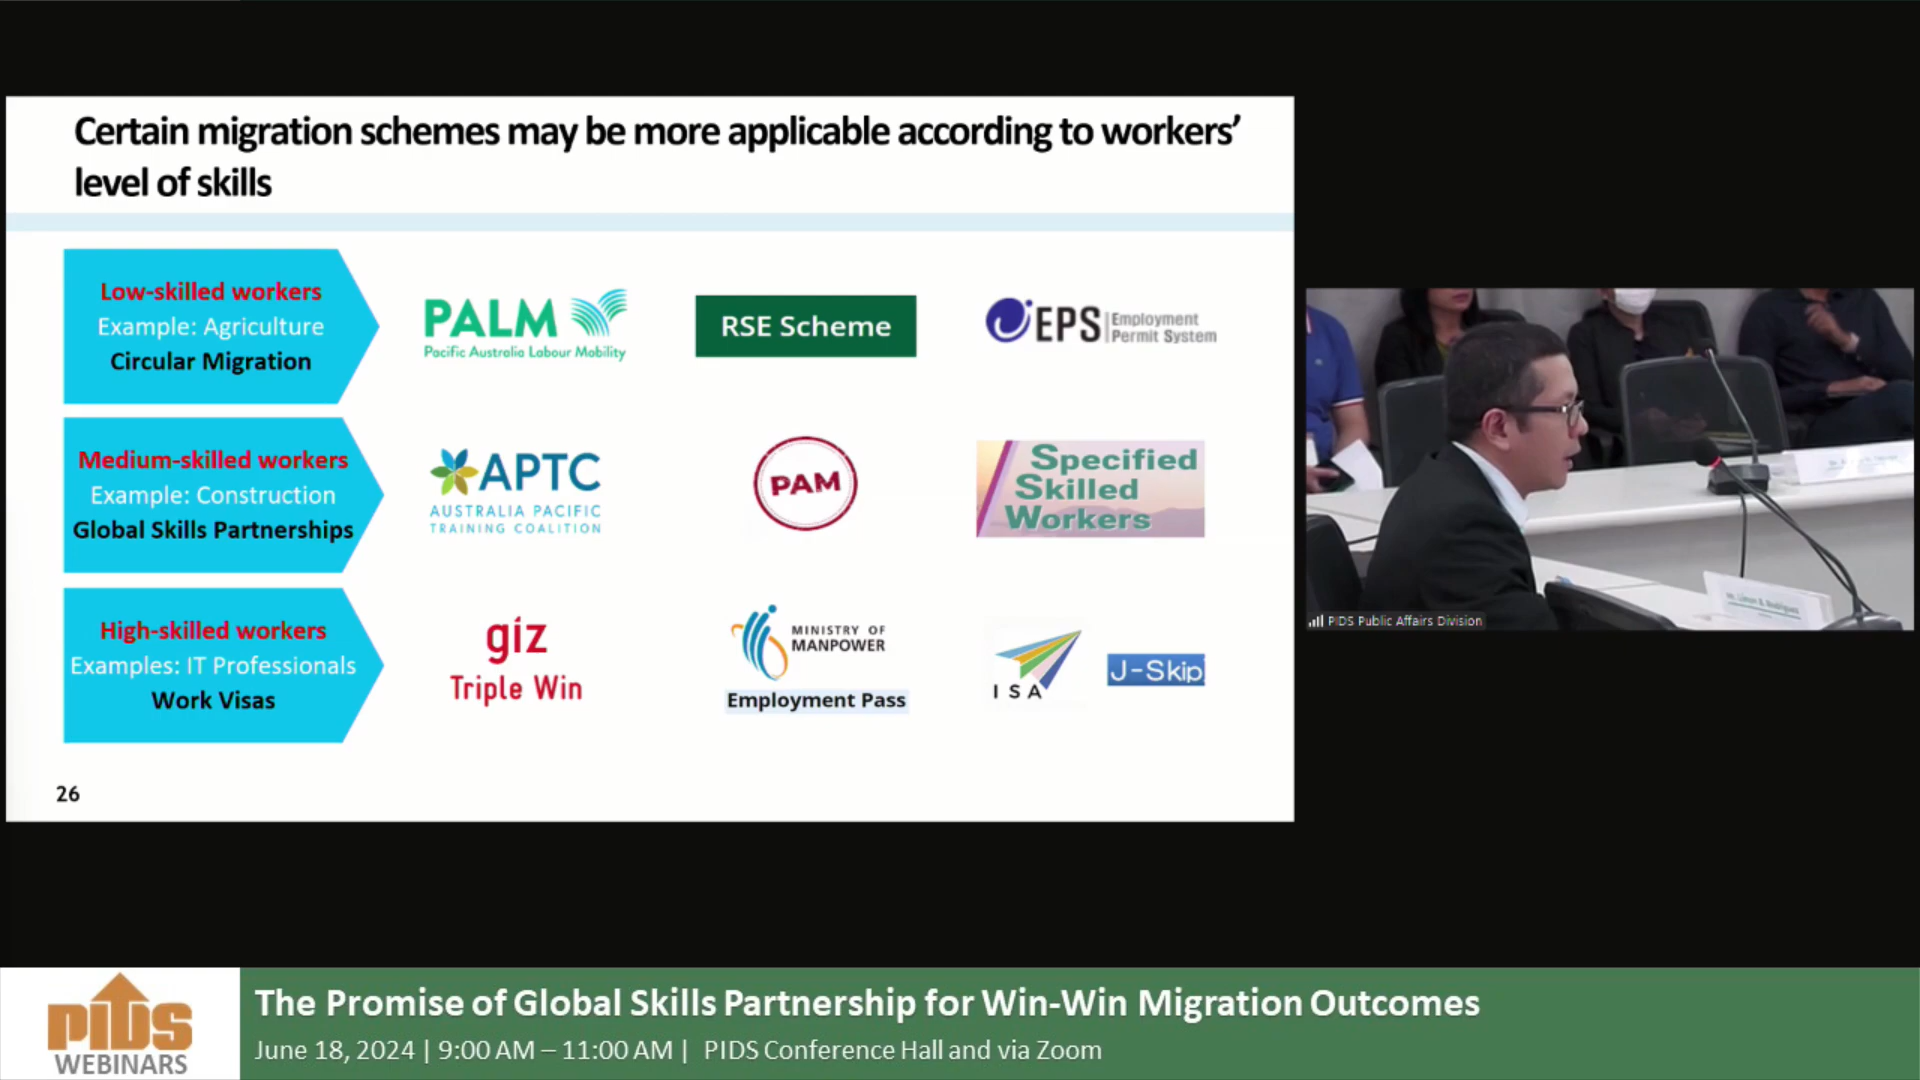 Certain migration schemes may be more applicable according to workers'
level of skills
Low-skilled workers
Example: Agriculture
Circular Migration
PALM
Pacific Australia Labour Mobility
RSE Scheme
EPS
Employment
Permit System
Medium-skilled workers
Example: Construction
Global Skills Partnerships
APTC
AUSTRALIA PACIFIC
TRAINING COALITION
PAM
Specified
Skilled
Workers
High-skilled workers
Examples: IT Professionals
Work Visas
giz
Triple Win
MINISTRY OF
MANPOWER
Employment Pass
ISA
J-Skip
26
PIDS Public Affairs Division
PIDS
WEBINARS
The Promise of Global Skills Partnership for Win-Win Migration Outcomes
June 18, 2024 | 9:00 AM – 11:00 AM | PIDS Conference Hall and via Zoom